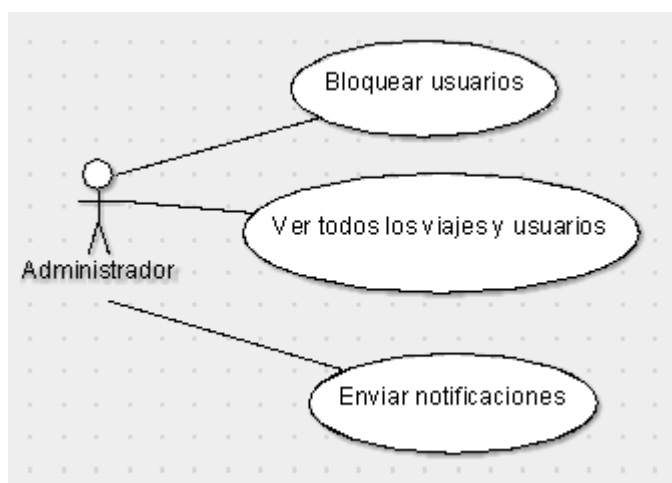 Bloquear usuarios
Ver todos los viajes y usuarios
Administrador
Enviar notificaciones